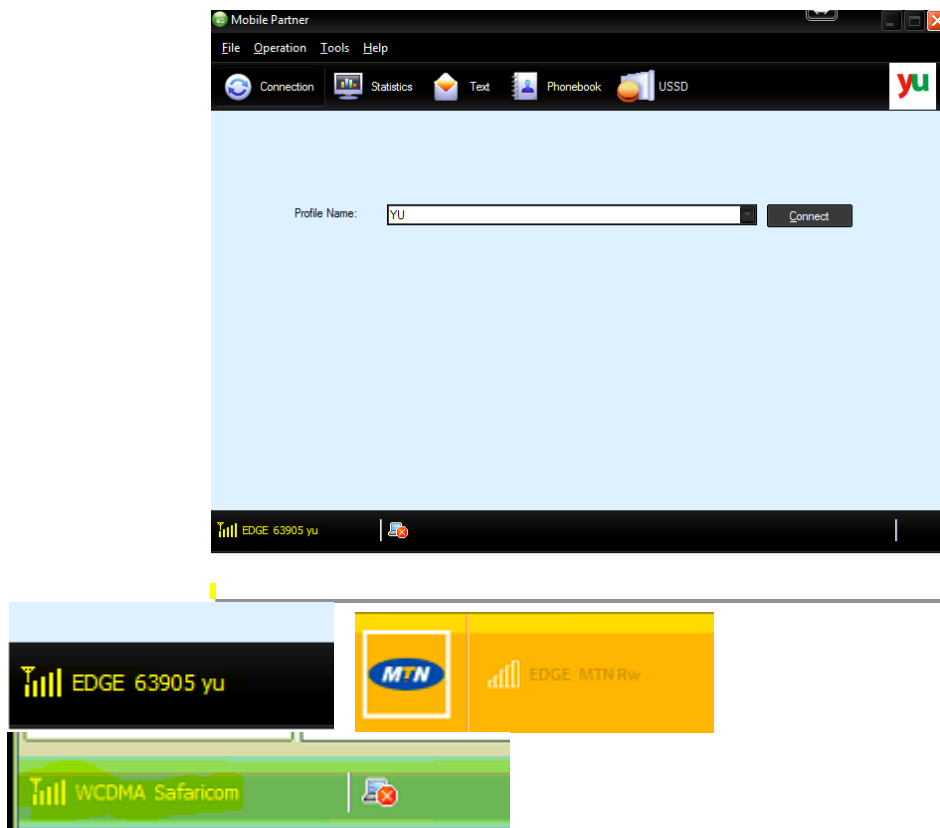 Mobile Partner
File Operation Tools Help
Connection Statistics Text Phonebook USSD yu
Profile Name: YU Connect
EDGE 63905 yu
EDGE 63905 yu
MTN EDGE MTN Rw
WCDMA Safaricom